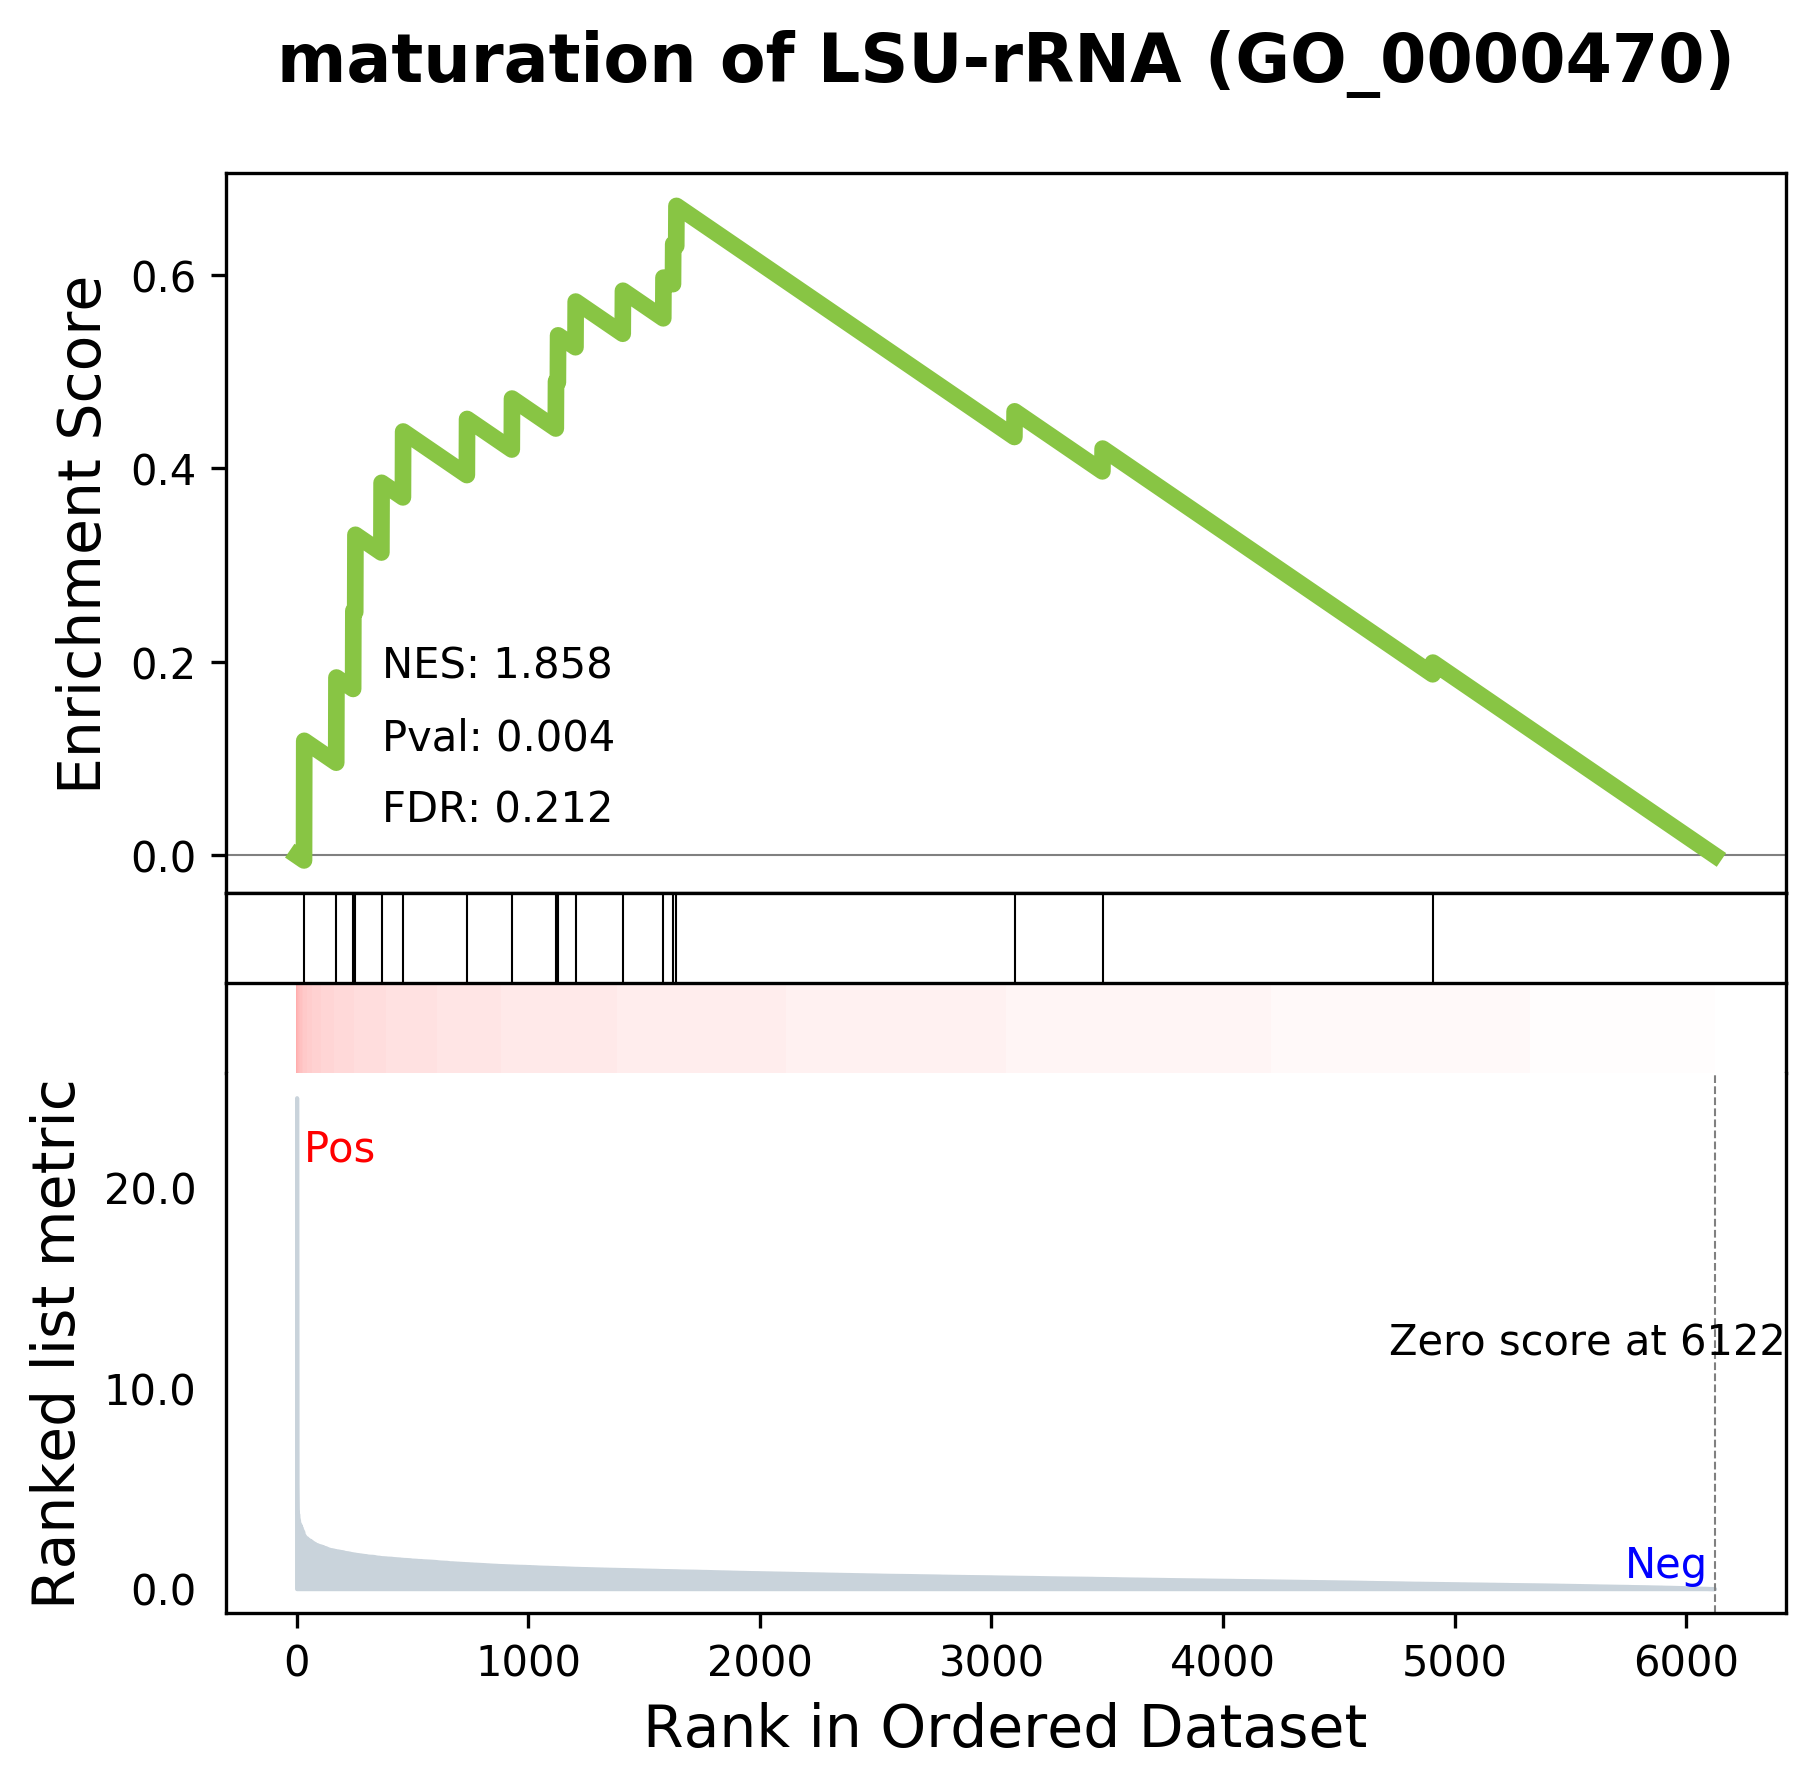 maturation of LSU-rRNA (GO_0000470)
Enrichment Score
0.6
0.4
0.2
0.0
NES: 1.858
Pval: 0.004
FDR: 0.212
Ranked list metric
20.0
10.0
0.0
Pos
Zero score at 6122
Neg
0 1000 2000 3000 4000 5000 6000
Rank in Ordered Dataset